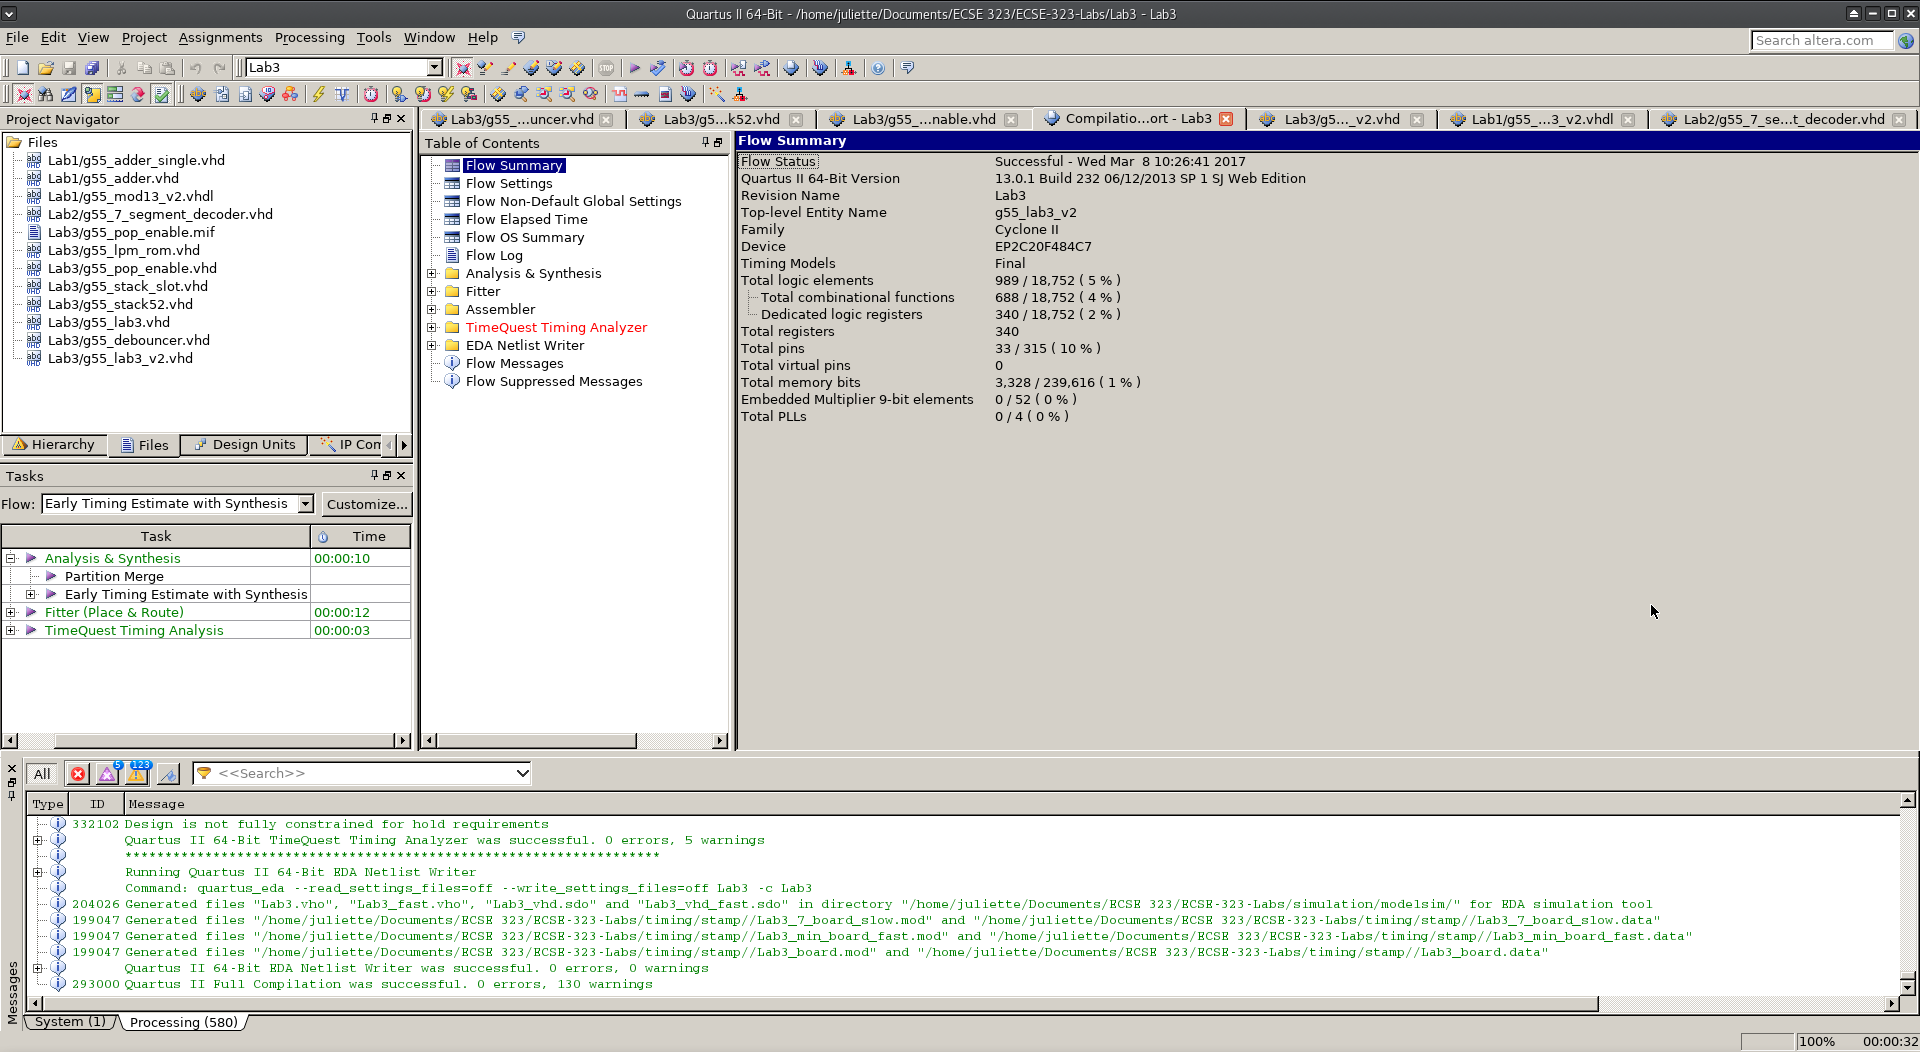 Quartus II 64-Bit - /home/juliette/Documents/ECSE 323/ECSE-323-Labs/Lab3 - Lab3
File Edit View Project Assignments Processing Tools Window Help
Search altera.com
Lab3
Project Navigator
Files
Lab1/g55_adder_single.vhd
Lab1/g55_adder.vhd
Lab1/g55_mod13_v2.vhdl
Lab2/g55_7_segment_decoder.vhd
Lab3/g55_pop_enable.mif
Lab3/g55_lpm_rom.vhd
Lab3/g55_pop_enable.vhd
Lab3/g55_stack_slot.vhd
Lab3/g55_stack52.vhd
Lab3/g55_lab3.vhd
Lab3/g55_debouncer.vhd
Lab3/g55_lab3_v2.vhd
Hierarchy Files Design Units IP Con
Tasks
Flow: Early Timing Estimate with Synthesis Customize...
Task Time
Analysis & Synthesis 00:00:10
Partition Merge
Early Timing Estimate with Synthesis
Fitter (Place & Route) 00:00:12
TimeQuest Timing Analysis 00:00:03
Lab3/g55_...uncer.vhd Lab3/g5...k52.vhd Lab3/g55_...nable.vhd Compilatio...ort - Lab3 Lab3/g5..._v2.vhd Lab1/g55_...3_v2.vhdl Lab2/g55_7_se...t_decoder.vhd
Table of Contents
Flow Summary
Flow Settings
Flow Non-Default Global Settings
Flow Elapsed Time
Flow OS Summary
Flow Log
Analysis & Synthesis
Fitter
Assembler
TimeQuest Timing Analyzer
EDA Netlist Writer
Flow Messages
Flow Suppressed Messages
Flow Summary
Flow Status Successful - Wed Mar 8 10:26:41 2017
Quartus II 64-Bit Version 13.0.1 Build 232 06/12/2013 SP 1 SJ Web Edition
Revision Name Lab3
Top-level Entity Name g55_lab3_v2
Family Cyclone II
Device EP2C20F484C7
Timing Models Final
Total logic elements 989 / 18,752 ( 5 % )
Total combinational functions 688 / 18,752 ( 4 % )
Dedicated logic registers 340 / 18,752 ( 2 % )
Total registers 340
Total pins 33 / 315 ( 10 % )
Total virtual pins 0
Total memory bits 3,328 / 239,616 ( 1 % )
Embedded Multiplier 9-bit elements 0 / 52 ( 0 % )
Total PLLs 0 / 4 ( 0 % )
All 5 123 <<Search>>
Type ID Message
332102 Design is not fully constrained for hold requirements
Quartus II 64-Bit TimeQuest Timing Analyzer was successful. 0 errors, 5 warnings
*******************************************************************
Running Quartus II 64-Bit EDA Netlist Writer
Command: quartus_eda --read_settings_files=off --write_settings_files=off Lab3 -c Lab3
204026 Generated files "Lab3.vho", "Lab3_fast.vho", "Lab3_vhd.sdo" and "Lab3_vhd_fast.sdo" in directory "/home/juliette/Documents/ECSE 323/ECSE-323-Labs/simulation/modelsim/" for EDA simulation tool
199047 Generated files "/home/juliette/Documents/ECSE 323/ECSE-323-Labs/timing/stamp//Lab3_7_board_slow.mod" and "/home/juliette/Documents/ECSE 323/ECSE-323-Labs/timing/stamp//Lab3_7_board_slow.data"
199047 Generated files "/home/juliette/Documents/ECSE 323/ECSE-323-Labs/timing/stamp//Lab3_min_board_fast.mod" and "/home/juliette/Documents/ECSE 323/ECSE-323-Labs/timing/stamp//Lab3_min_board_fast.data"
199047 Generated files "/home/juliette/Documents/ECSE 323/ECSE-323-Labs/timing/stamp//Lab3_board.mod" and "/home/juliette/Documents/ECSE 323/ECSE-323-Labs/timing/stamp//Lab3_board.data"
Quartus II 64-Bit EDA Netlist Writer was successful. 0 errors, 0 warnings
293000 Quartus II Full Compilation was successful. 0 errors, 130 warnings
Messages
System (1) Processing (580)
100% 00:00:32